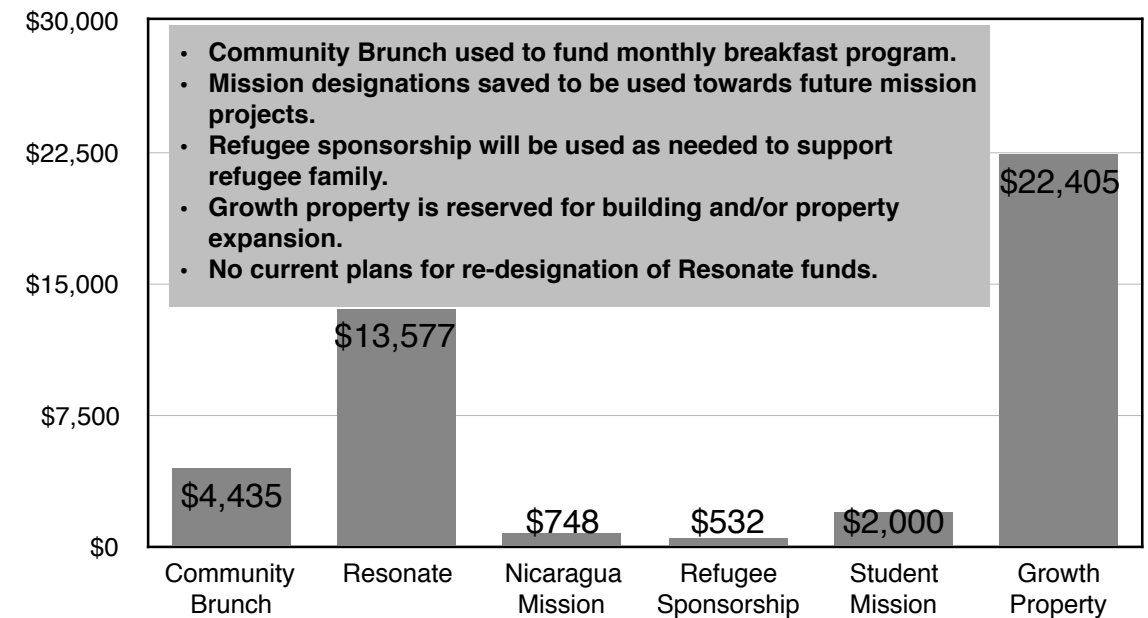 $30,000
• Community Brunch used to fund monthly breakfast program.
• Mission designations saved to be used towards future mission
projects.
• Refugee sponsorship will be used as needed to support
refugee family.
• Growth property is reserved for building and/or property
expansion.
• No current plans for re-designation of Resonate funds.
$22,500
$15,000
$7,500
$0
$4,435
$13,577
$748
$532
$2,000
$22,405
Community
Brunch
Resonate
Nicaragua
Mission
Refugee
Sponsorship
Student
Mission
Growth
Property